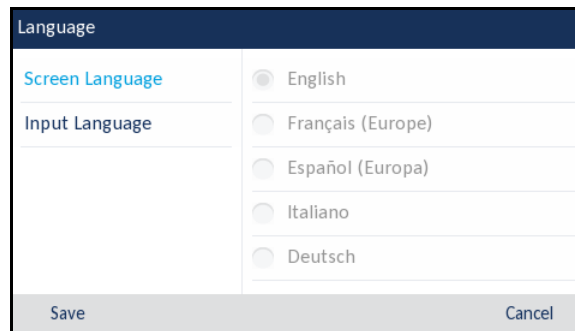 Language
Screen Language
Input Language
English
Français (Europe)
Español (Europa)
Italiano
Deutsch
Save
Cancel